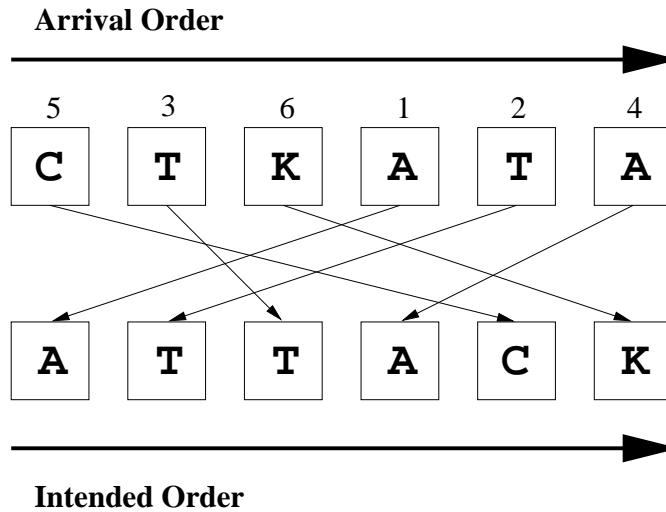 Arrival Order
5 3 6 1 2 4
C T K A T A
A T T A C K
Intended Order